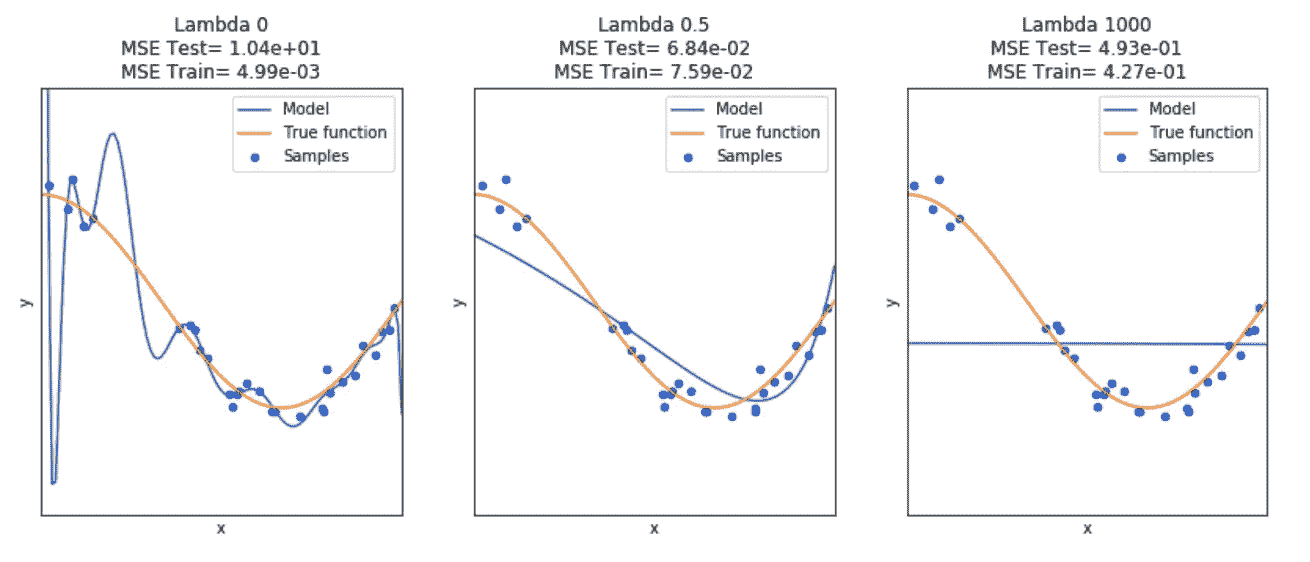 Lambda 0
MSE Test= 1.04e+01
MSE Train= 4.99e-03
Model
True function
Samples
y
x
Lambda 0.5
MSE Test= 6.84e-02
MSE Train= 7.59e-02
Model
True function
Samples
y
x
Lambda 1000
MSE Test= 4.93e-01
MSE Train= 4.27e-01
Model
True function
Samples
y
x